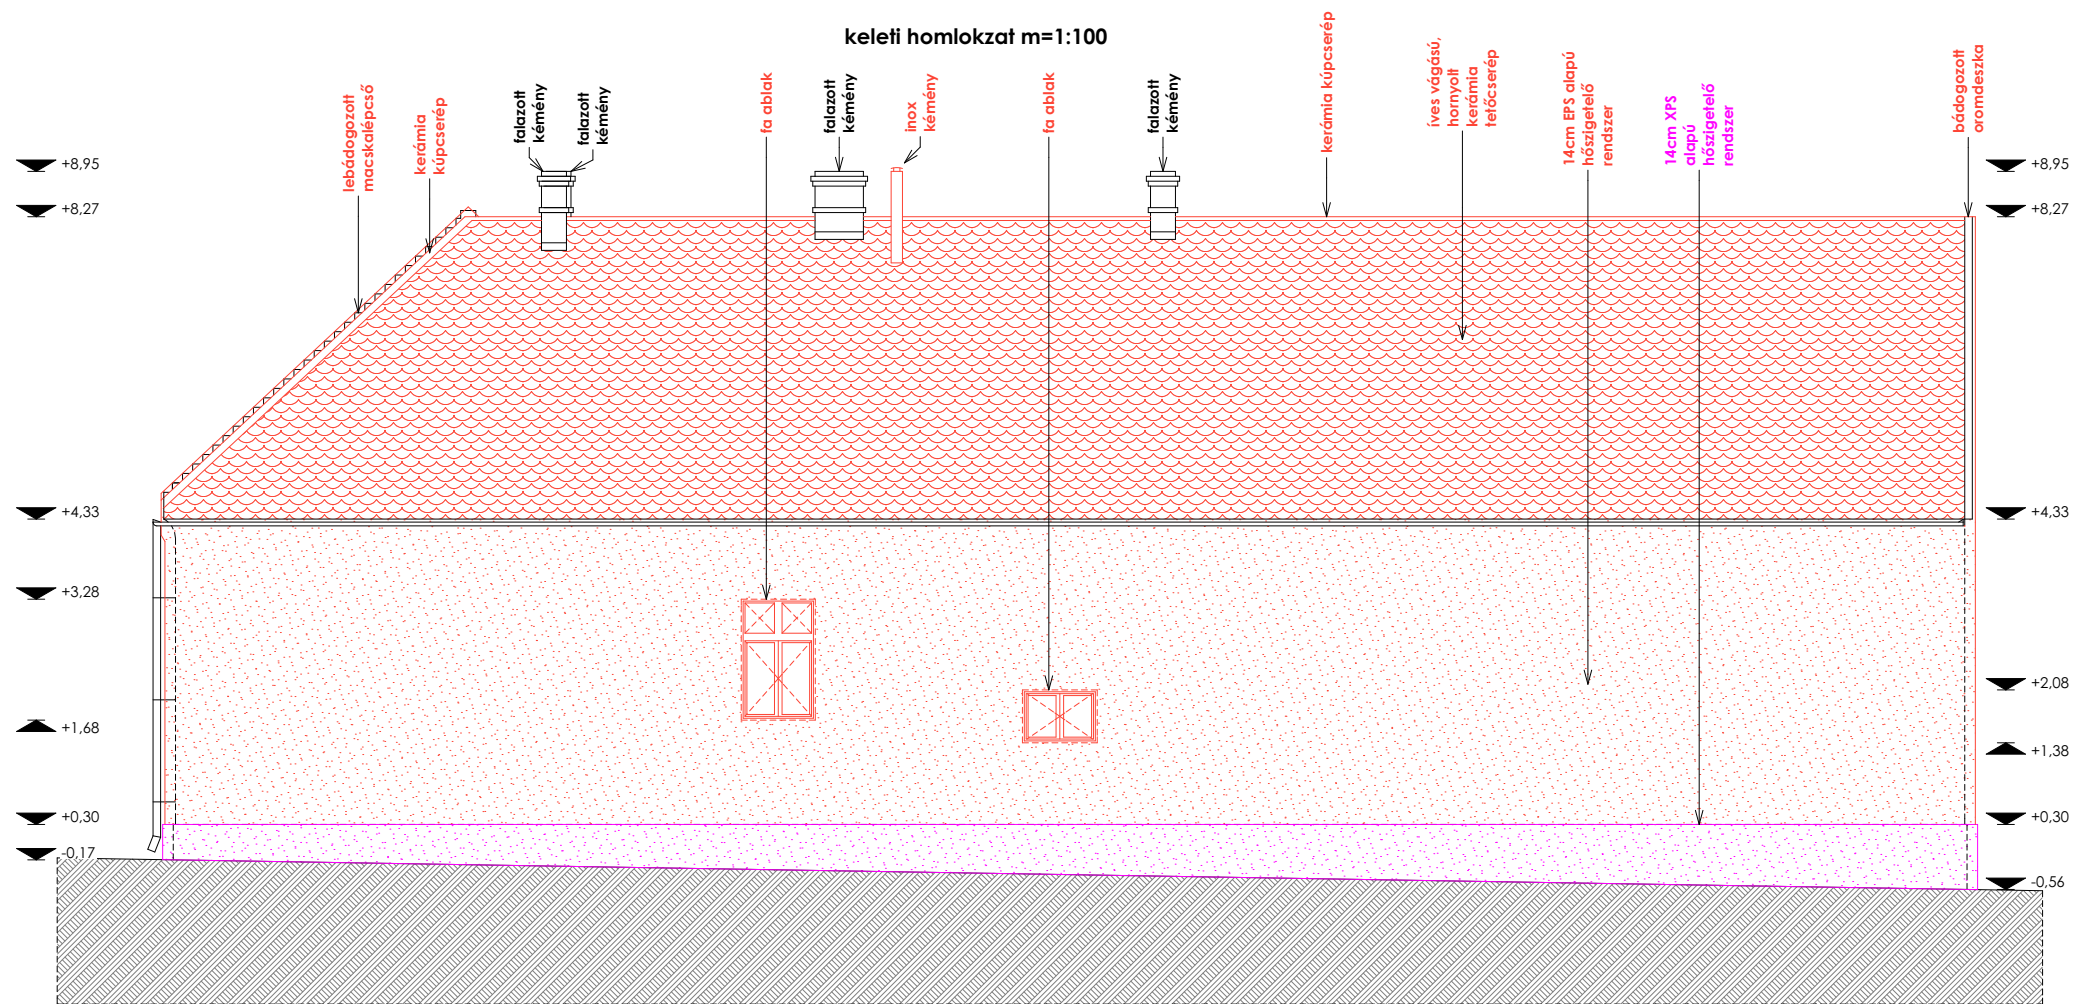 keleti homlokzat m=1:100
lebádogozott
macskalépcső
kerámia
kúpcserép
falazott
kémény
falazott
kémény
fa ablak
falazott
kémény
inox
kémény
fa ablak
falazott
kémény
kerámia kúpcserép
íves vágású,
hornyolt
kerámia
tetőcserép
14cm EPS alapú
hőszigetelő
rendszer
14cm XPS
alapú
hőszigetelő
rendszer
bádogozott
oromdeszka
+8,95
+8,27
+4,33
+3,28
+1,68
+0,30
-0,17
+8,95
+8,27
+4,33
+2,08
+1,38
+0,30
-0,56